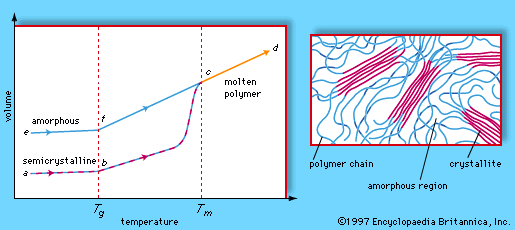 d
c
molten
polymer
volume
amorphous
f
e
semicrystalline
b
a
Tg
Tm
temperature
polymer chain
crystallite
amorphous region
©1997 Encyclopaedia Britannica, Inc.